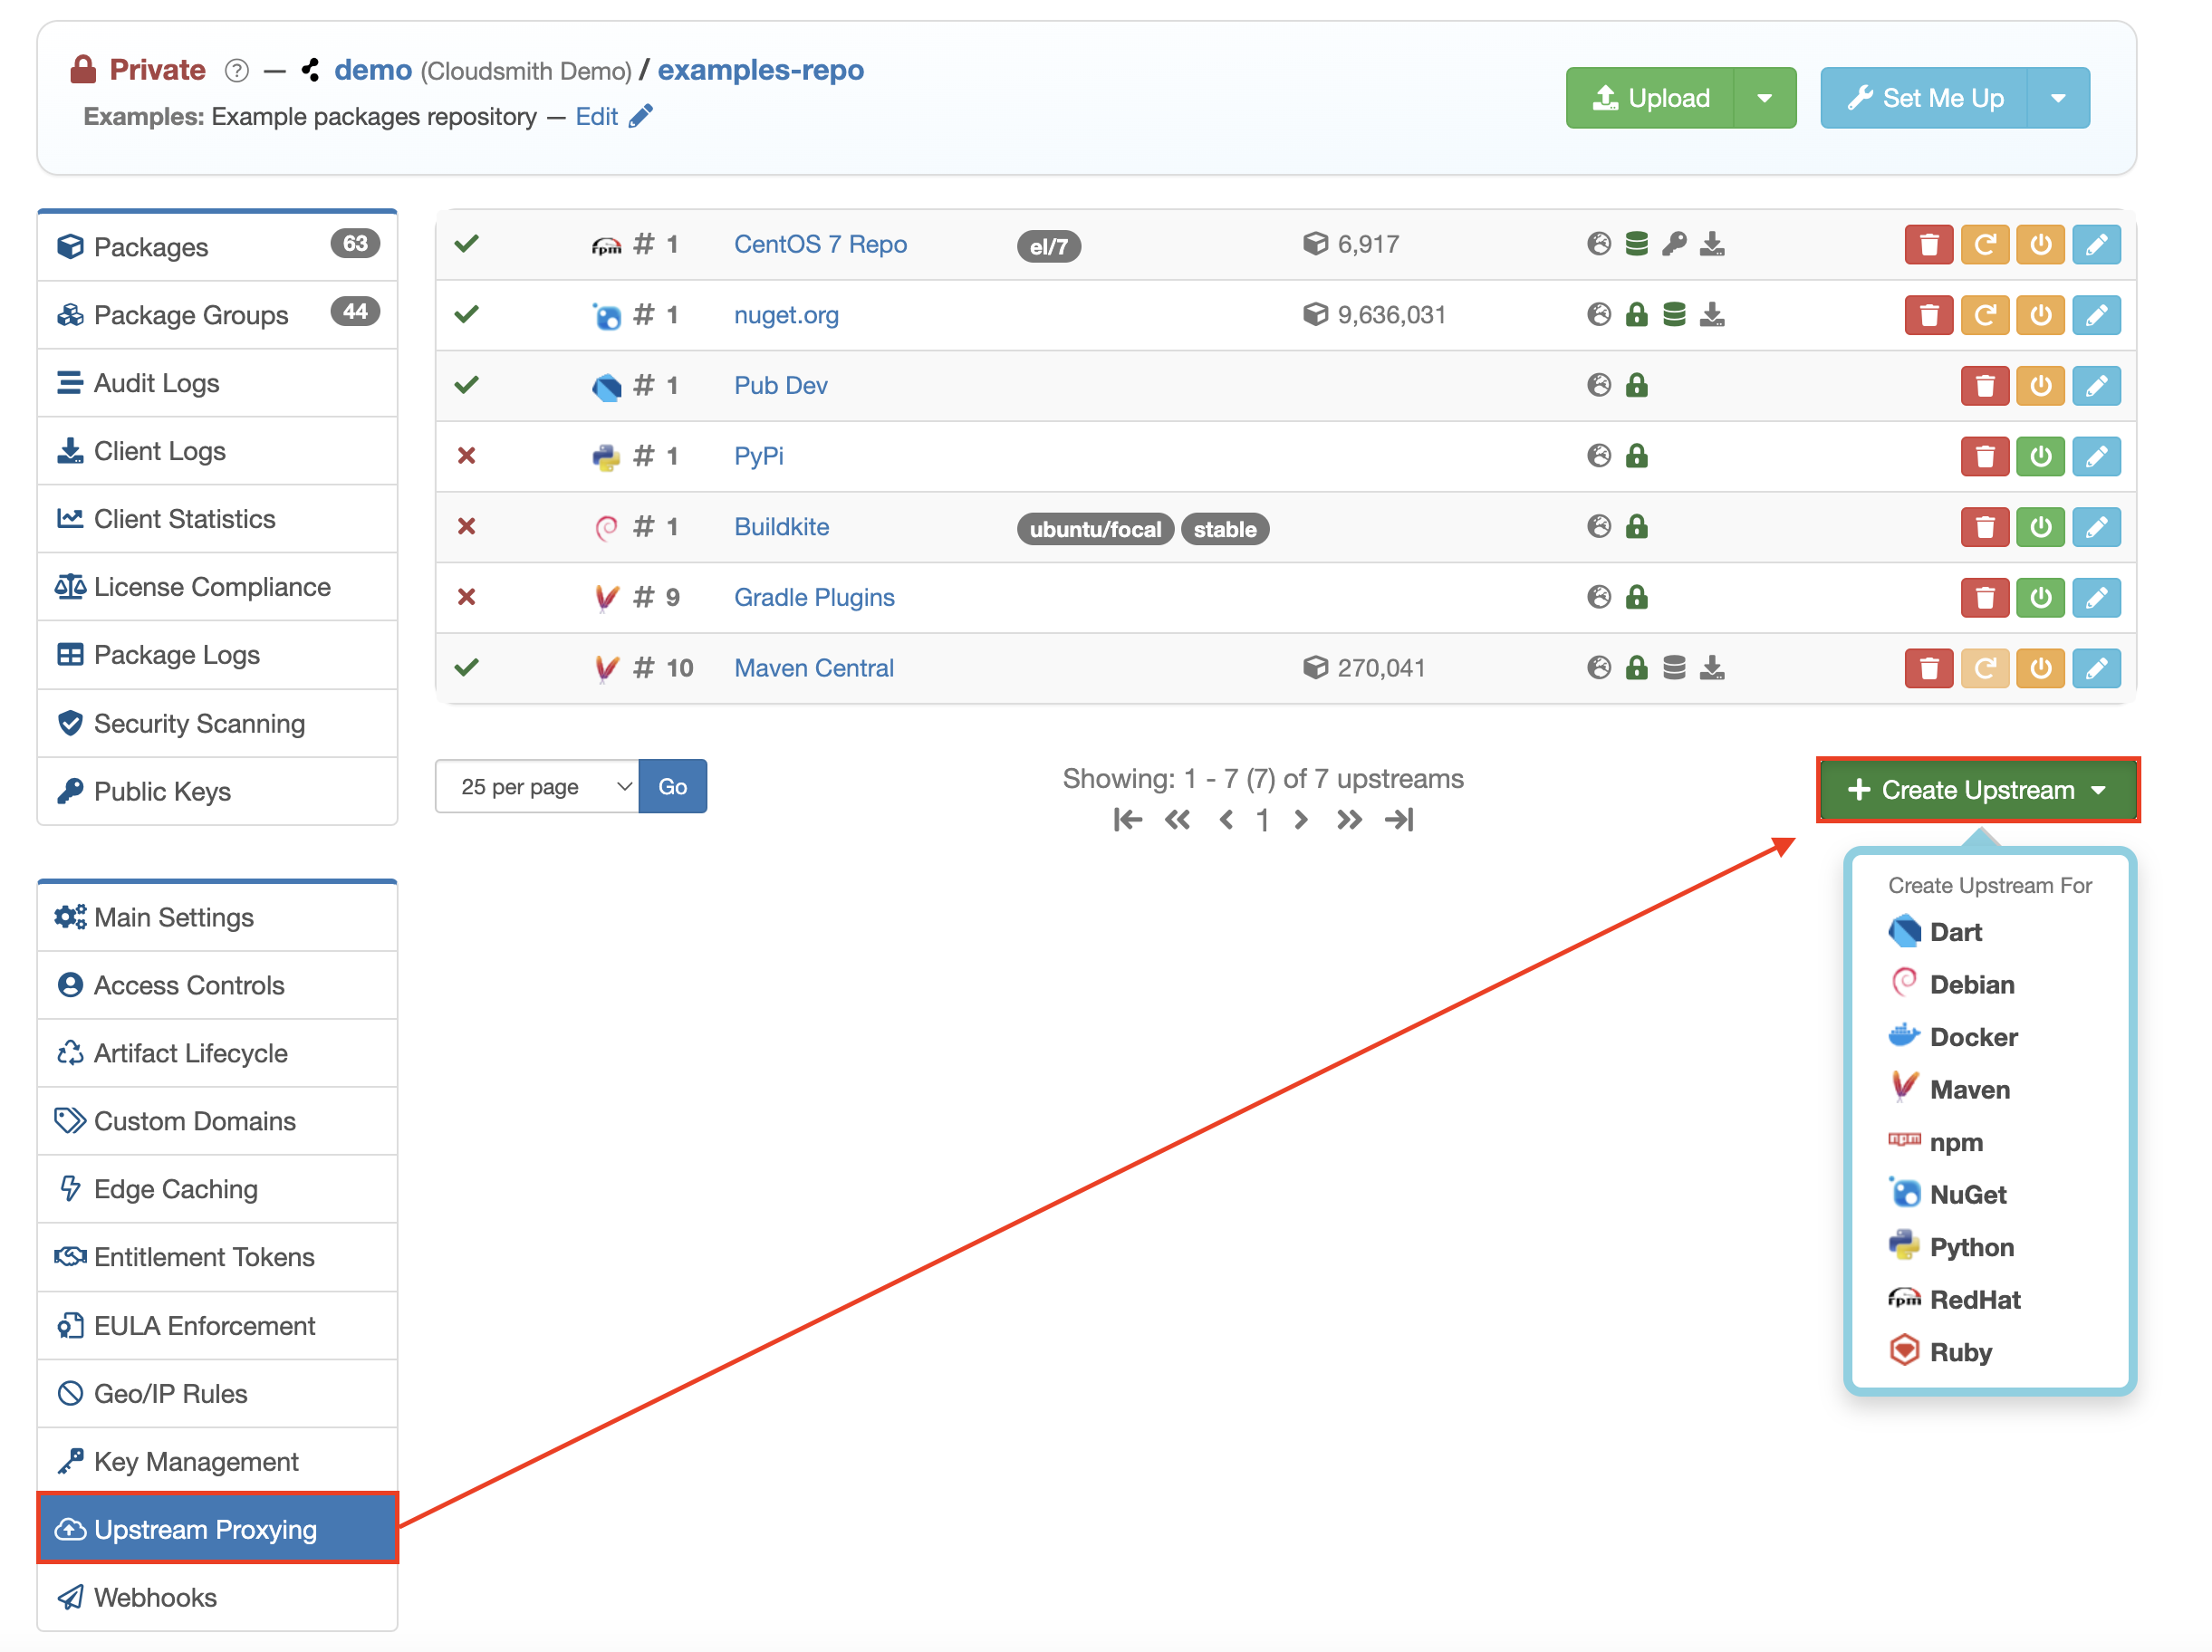 Private ? — demo (Cloudsmith Demo) / examples-repo
Examples: Example packages repository — Edit
Upload
Set Me Up
Packages 63
Package Groups 44
Audit Logs
Client Logs
Client Statistics
License Compliance
Package Logs
Security Scanning
Public Keys
rpm # 1 CentOS 7 Repo el/7 6,917
# 1 nuget.org 9,636,031
# 1 Pub Dev
# 1 PyPi
# 1 Buildkite ubuntu/focal stable
# 9 Gradle Plugins
# 10 Maven Central 270,041
25 per page Go
Showing: 1 - 7 (7) of 7 upstreams
1
+ Create Upstream
Create Upstream For
Dart
Debian
Docker
Maven
npm npm
NuGet
Python
rpm RedHat
Ruby
Main Settings
Access Controls
Artifact Lifecycle
Custom Domains
Edge Caching
Entitlement Tokens
EULA Enforcement
Geo/IP Rules
Key Management
Upstream Proxying
Webhooks